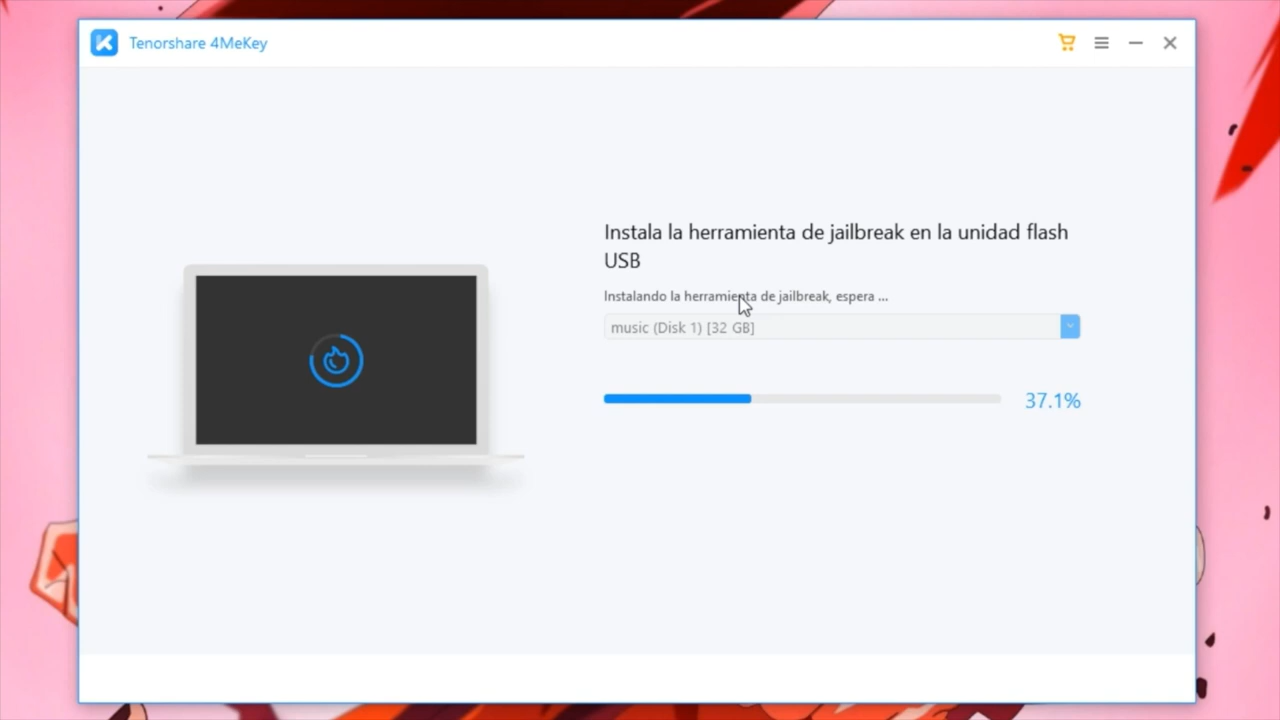 Tenorshare 4MeKey
Instala la herramienta de jailbreak en la unidad flash
USB
Instalando la herramienta de jailbreak, espera ...
music (Disk 1) [32 GB]
37.1%